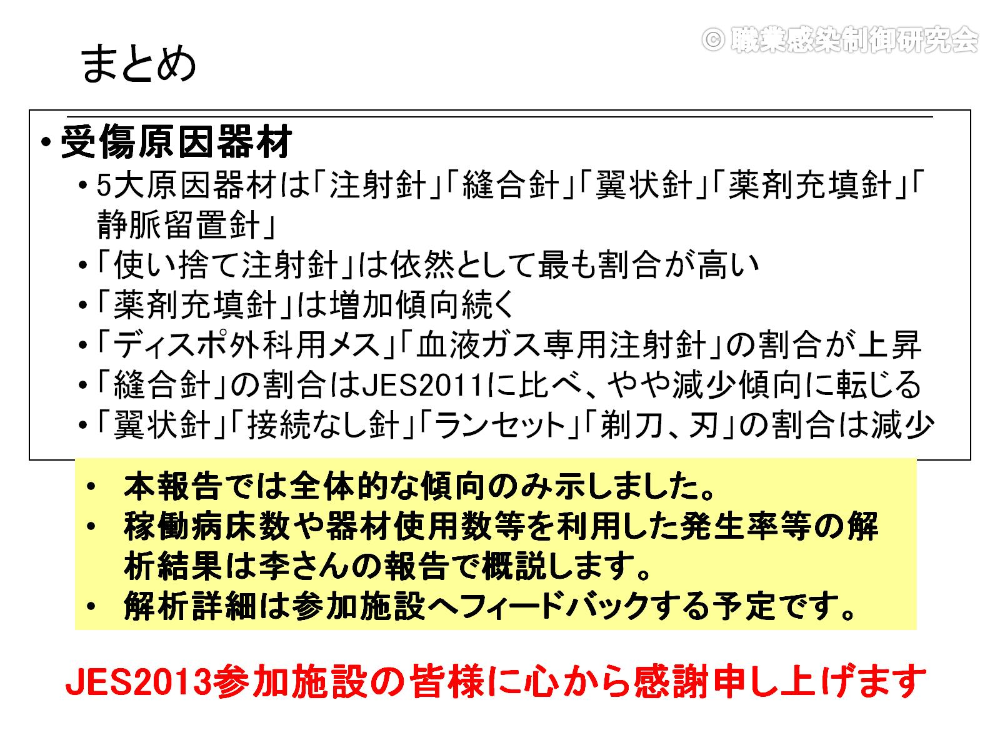 © 職業感染制御研究会
まとめ
• 受傷原因器材
• 5大原因器材は「注射針」「縫合針」「翼状針」「薬剤充填針」「
静脈留置針」
• 「使い捨て注射針」は依然として最も割合が高い
• 「薬剤充填針」は増加傾向続く
• 「ディスポ外科用メス」「血液ガス専用注射針」の割合が上昇
• 「縫合針」の割合はJES2011に比べ、やや減少傾向に転じる
• 「翼状針」「接続なし針」「ランセット」「剃刀、刃」の割合は減少
• 本報告では全体的な傾向のみ示しました。
• 稼働病床数や器材使用数等を利用した発生率等の解
析結果は李さんの報告で概説します。
• 解析詳細は参加施設へフィードバックする予定です。
JES2013参加施設の皆様に心から感謝申し上げます